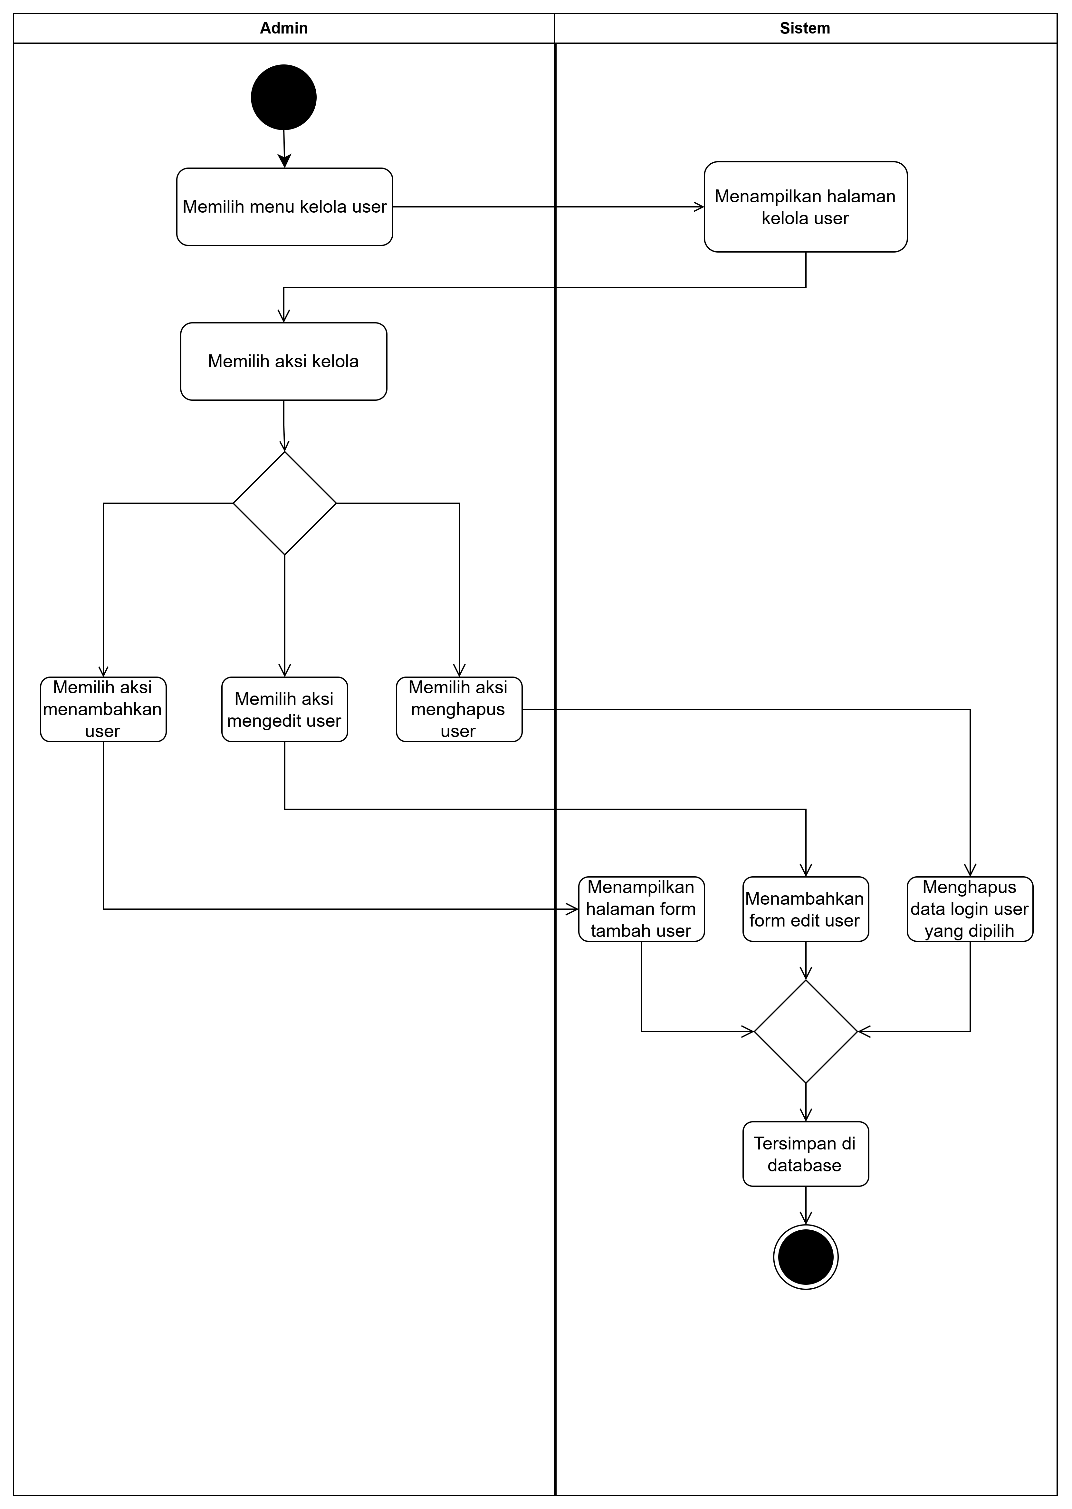 Admin
Sistem
Memilih menu kelola user
Menampilkan halaman
kelola user
Memilih aksi kelola
Memilih aksi
menambahkan
user
Memilih aksi
mengedit user
Memilih aksi
menghapus
user
Menampilkan
halaman form
tambah user
Menambahkan
form edit user
Menghapus
data login user
yang dipilih
Tersimpan di
database